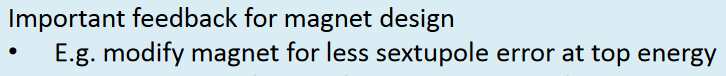 Important feedback for magnet design
• E.g. modify magnet for less sextupole error at top energy